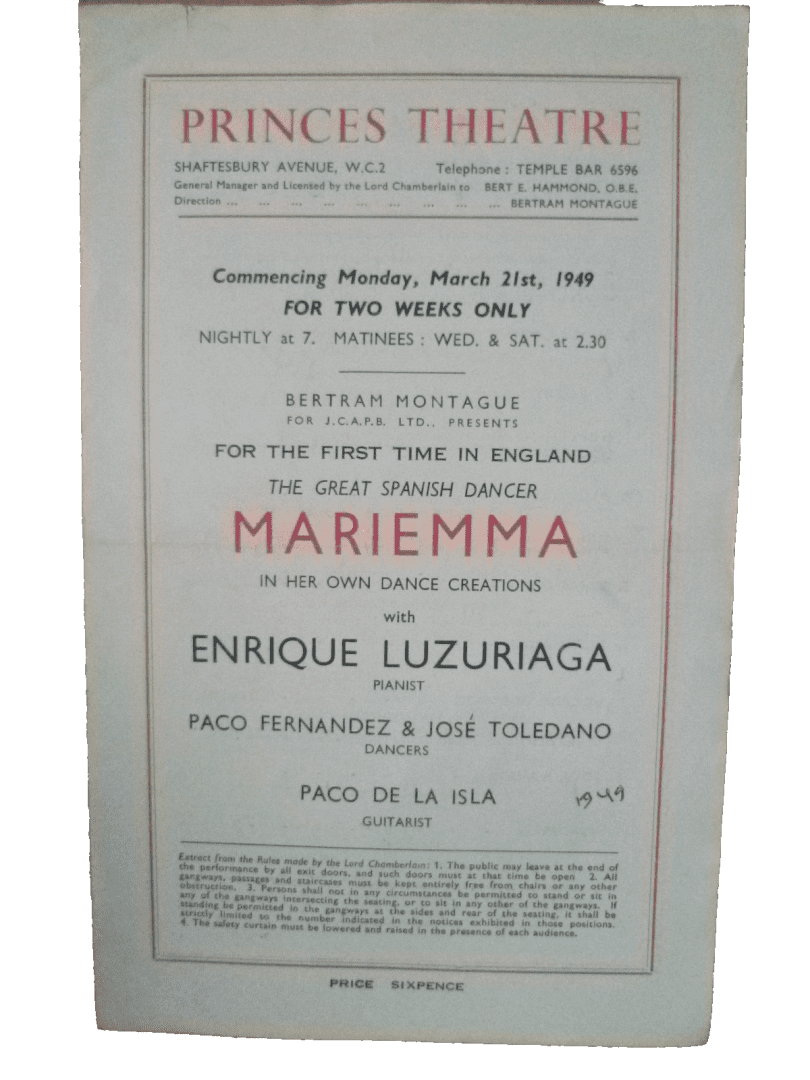 PRINCES THEATRE
SHAFTESBURY AVENUE, W.C.2 Telephone : TEMPLE BAR 6596
General Manager and Licensed by the Lord Chamberlain to BERT E. HAMMOND, O.B.E.
Direction ... ... ... ... ... ... ... ... ... BERTRAM MONTAGUE
Commencing Monday, March 21st, 1949
FOR TWO WEEKS ONLY
NIGHTLY at 7. MATINEES : WED. & SAT. at 2.30
BERTRAM MONTAGUE
FOR J.C.A.P.B. LTD., PRESENTS
FOR THE FIRST TIME IN ENGLAND
THE GREAT SPANISH DANCER
MARIEMMA
IN HER OWN DANCE CREATIONS
with
ENRIQUE LUZURIAGA
PIANIST
PACO FERNANDEZ & JOSÉ TOLEDANO
DANCERS
PACO DE LA ISLA
1949
GUITARIST
Extract from the Rules made by the Lord Chamberlain: 1. The public may leave at the end of
the performance by all exit doors, and such doors must at that time be open. 2. All
gangways, passages and staircases must be kept entirely free from chairs or any other
obstruction. 3. Persons shall not in any circumstances be permitted to stand or sit in
any of the gangways intersecting the seating, or to sit in any other of the gangways. If
standing be permitted in the gangways at the sides and rear of the seating, it shall be
strictly limited to the number indicated in the notices exhibited in those positions.
4. The safety curtain must be lowered and raised in the presence of each audience.
PRICE SIXPENCE